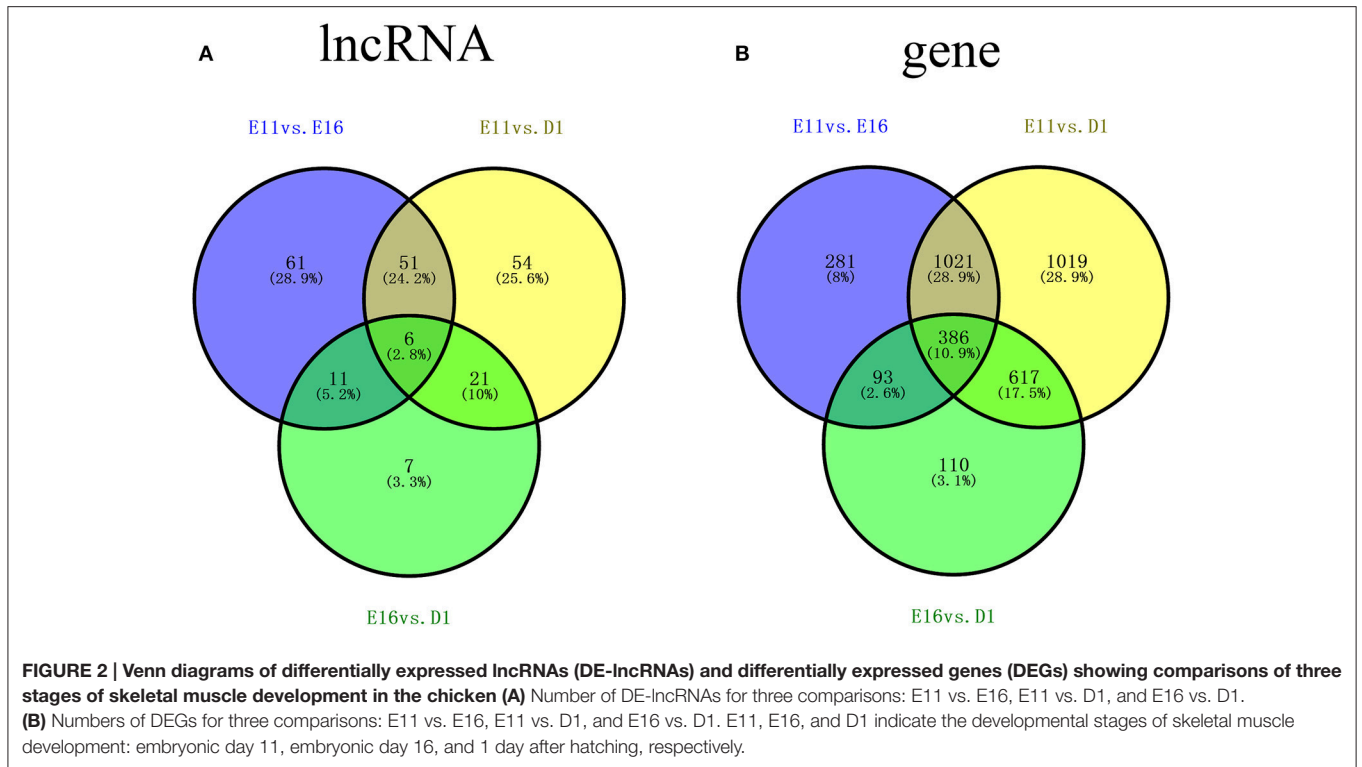 A
lncRNA
B
gene
E11vs. E16
E11vs. D1
E11vs. E16
E11vs. D1
61
(28.9%)
51
(24.2%)
54
(25.6%)
6
(2.8%)
11
(5.2%)
21
(10%)
7
(3.3%)
E16vs. D1
281
(8%)
1021
(28.9%)
1019
(28.9%)
386
(10.9%)
93
(2.6%)
617
(17.5%)
110
(3.1%)
E16vs. D1
FIGURE 2 | Venn diagrams of differentially expressed lncRNAs (DE-lncRNAs) and differentially expressed genes (DEGs) showing comparisons of three
stages of skeletal muscle development in the chicken (A) Number of DE-lncRNAs for three comparisons: E11 vs. E16, E11 vs. D1, and E16 vs. D1.
(B) Numbers of DEGs for three comparisons: E11 vs. E16, E11 vs. D1, and E16 vs. D1. E11, E16, and D1 indicate the developmental stages of skeletal muscle
development: embryonic day 11, embryonic day 16, and 1 day after hatching, respectively.